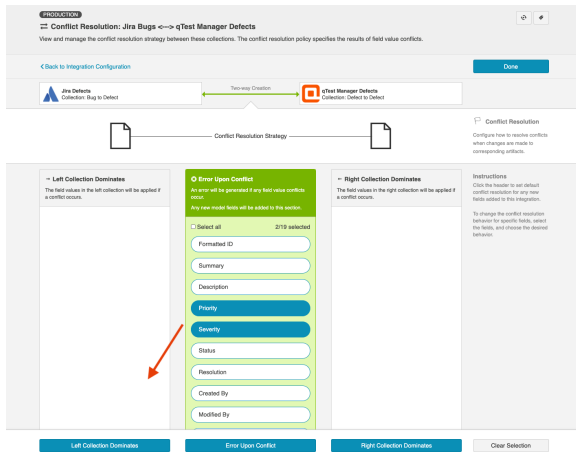 PRODUCTION
Conflict Resolution: Jira Bugs <--> qTest Manager Defects
View and manage the conflict resolution strategy between these collections. The conflict resolution policy specifies the results of field value conflicts.
Back to Integration Configuration
Done
Jira Defects
Collection: Bug to Defect
Two-way Creation
qTest Manager Defects
Collection: Defect to Defect
Conflict Resolution Strategy
Conflict Resolution
Configure how to resolve conflicts
when changes are made to
corresponding artifacts.
Left Collection Dominates
The field values in the left collection will be applied if
a conflict occurs.
Error Upon Conflict
An error will be generated if any field value conflicts
occur.
Any new model fields will be added to this section.
Right Collection Dominates
The field values in the right collection will be applied if
a conflict occurs.
Instructions
Click the header to set default
conflict resolution for any new
fields added to this integration.
To change the conflict resolution
behavior for specific fields, select
the fields, and choose the desired
behavior.
Select all 2/19 selected
Formatted ID
Summary
Description
Priority
Severity
Status
Resolution
Created By
Modified By
Left Collection Dominates
Error Upon Conflict
Right Collection Dominates
Clear Selection